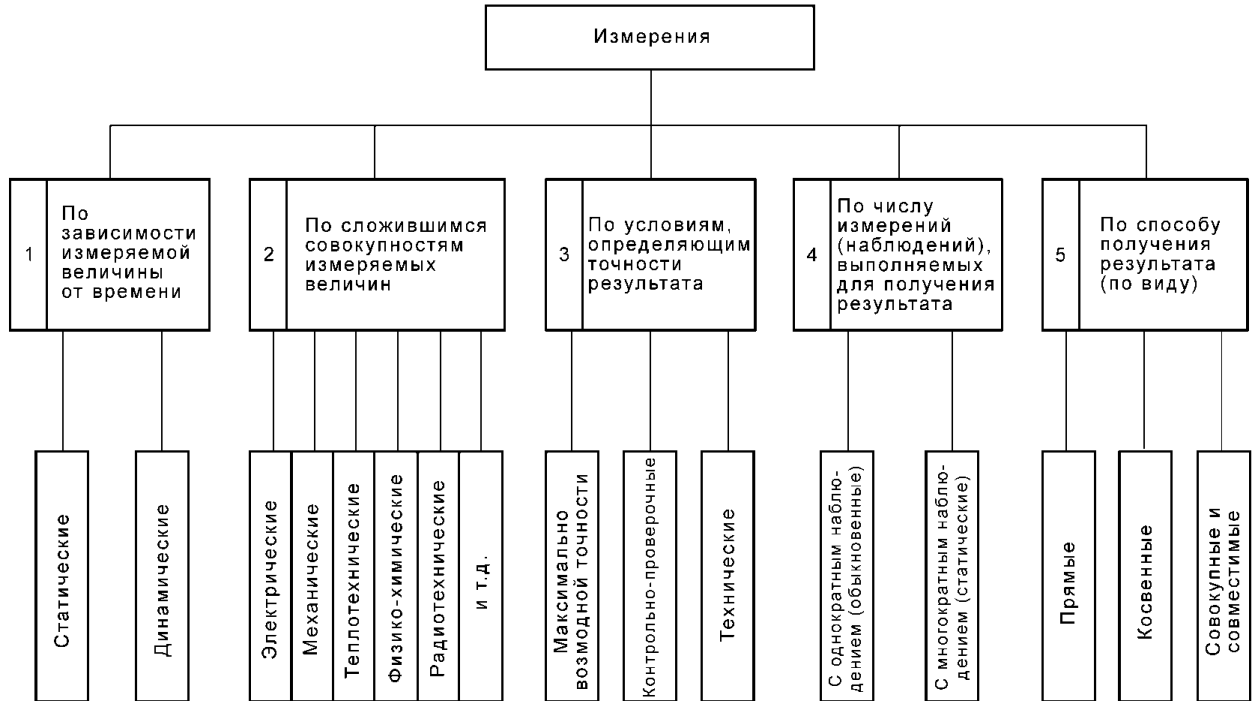 Измерения
1
По
зависимости
измеряемой
величины
от времени
2
По сложившимся
совокупностям
измеряемых
величин
3
По условиям,
определяющим
точности
результата
4
По числу
измерений
(наблюдений),
выполняемых
для получения
результата
5
По способу
получения
результата
(по виду)
Статические
Динамические
Электрические
Механические
Теплотехнические
Физико-химические
Радиотехнические
и т.д.
Максимально
возмодной точности
Контрольно-проверочные
Технические
С однократным наблю-
дением (обыкновенные)
С многократным наблю-
дением (статические)
Прямые
Косвенные
Совокупные и
совместимые